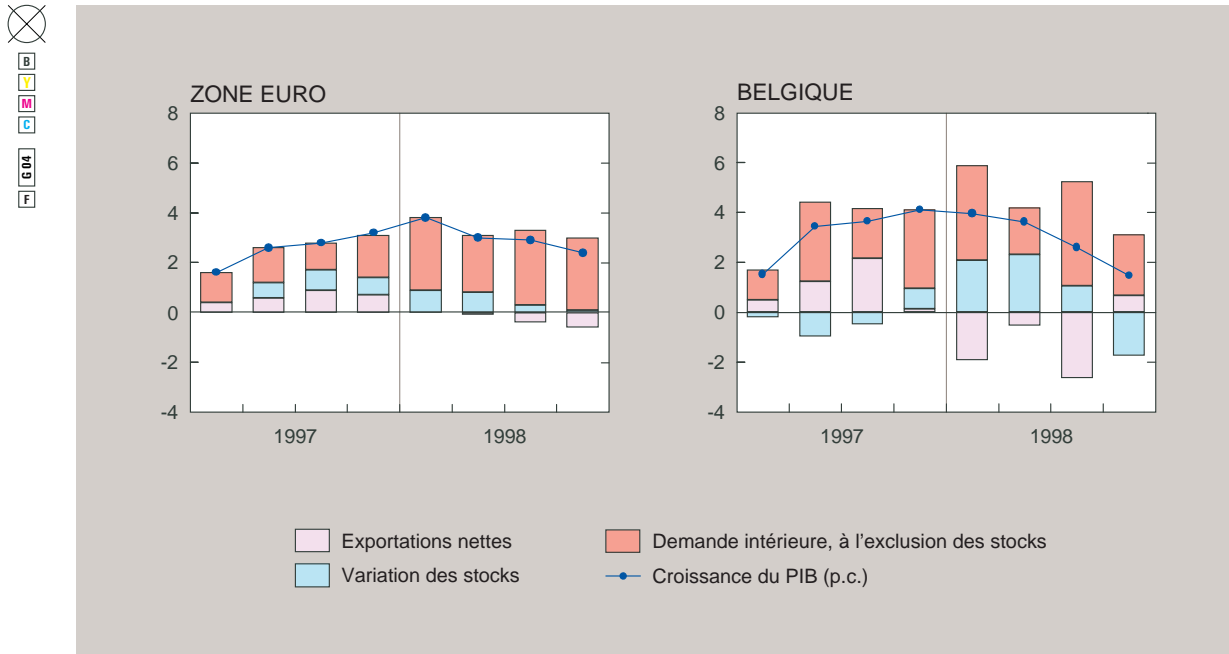 B
Y
M
C
G 04
F
ZONE EURO
8
6
4
2
0
-2
-4
1997
1998
BELGIQUE
8
6
4
2
0
-2
-4
1997
1998
Exportations nettes
Variation des stocks
Demande intérieure, à l'exclusion des stocks
Croissance du PIB (p.c.)